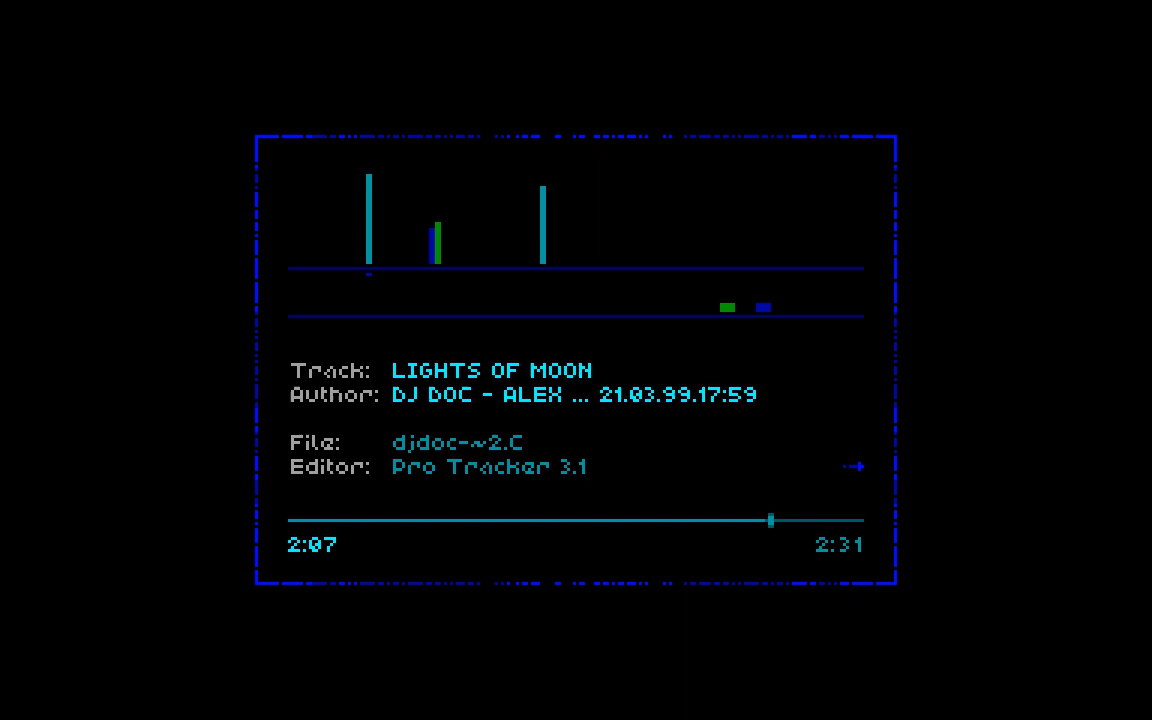 Track: LIGHTS OF MOON
Author: DJ DOC - ALEX ... 21.03.99.17:59
File: djdoc-w2.C
Editor: Pro Tracker 3.1
2:07 2:31